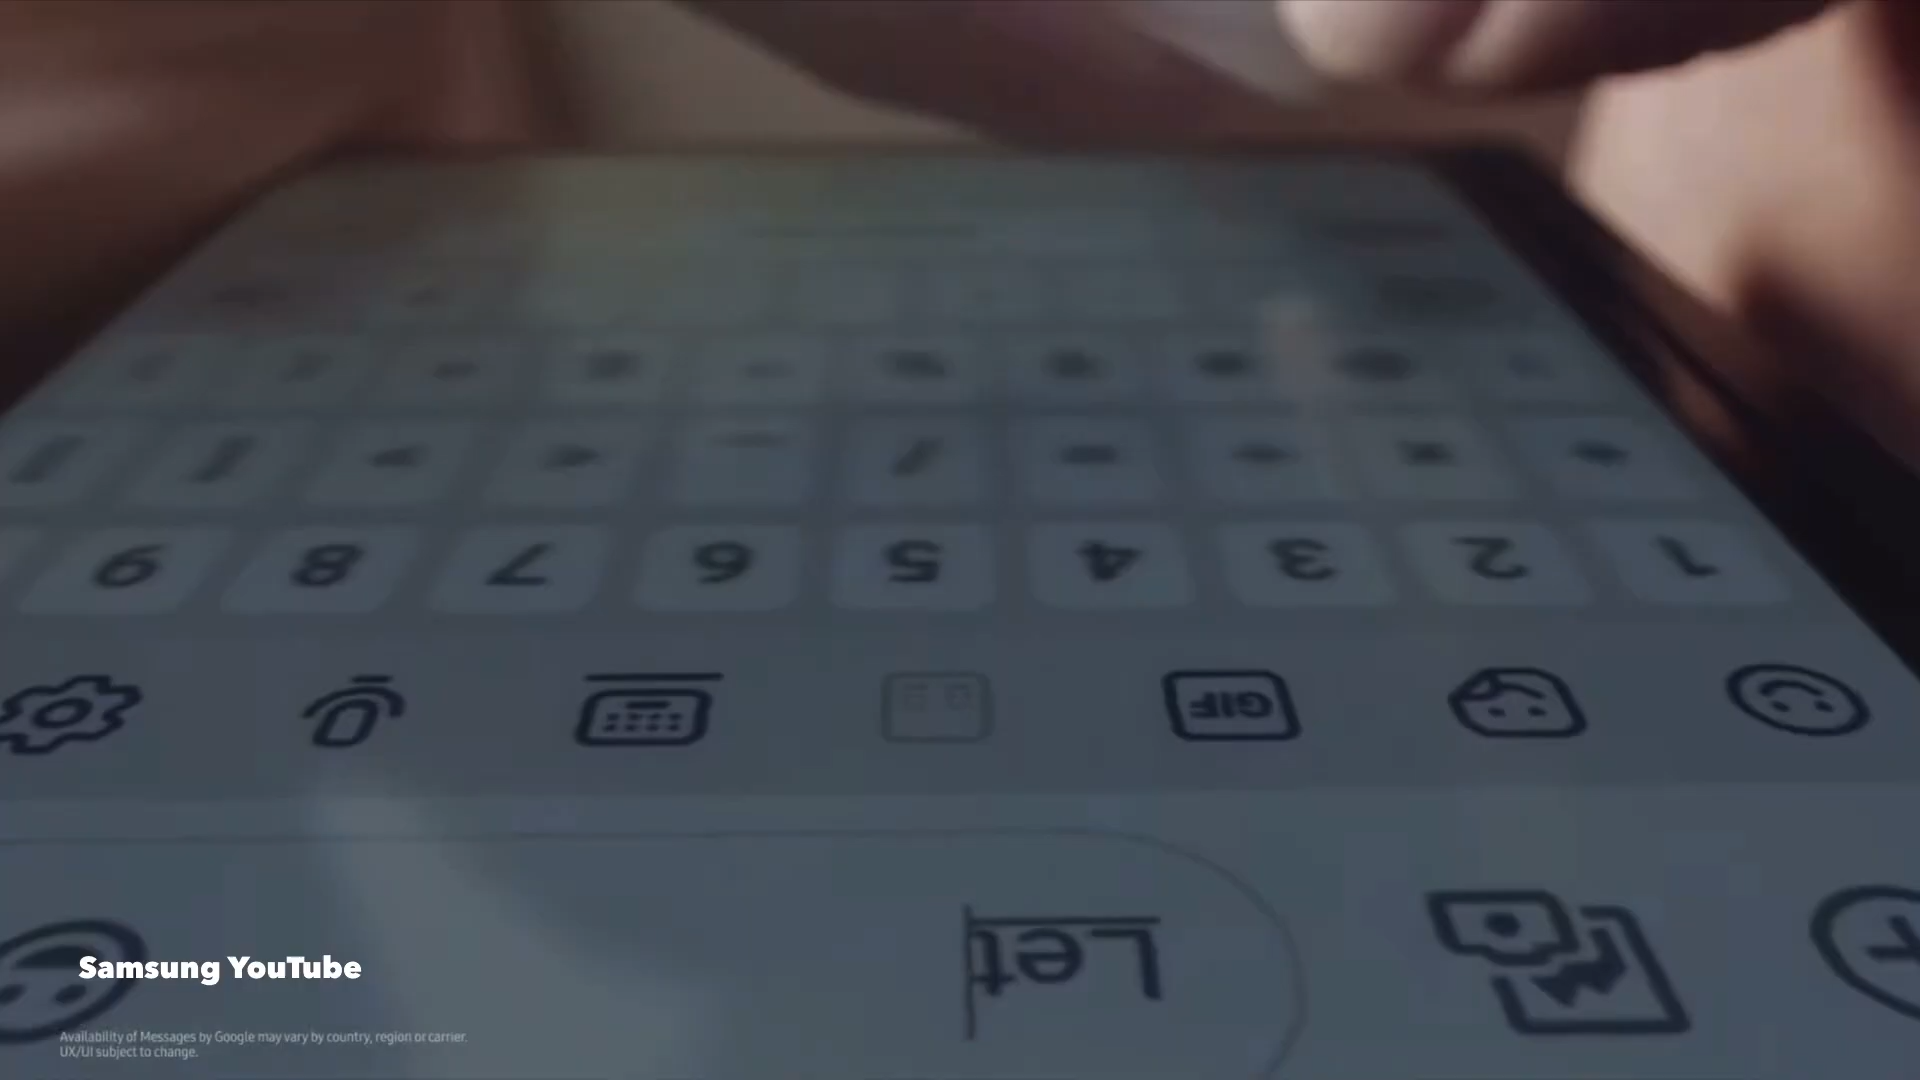 1 2 3 4 5 6 7 8 9
GIF
Let
Samsung YouTube
Availability of Messages by Google may vary by country, region or carrier.
UX/UI subject to change.